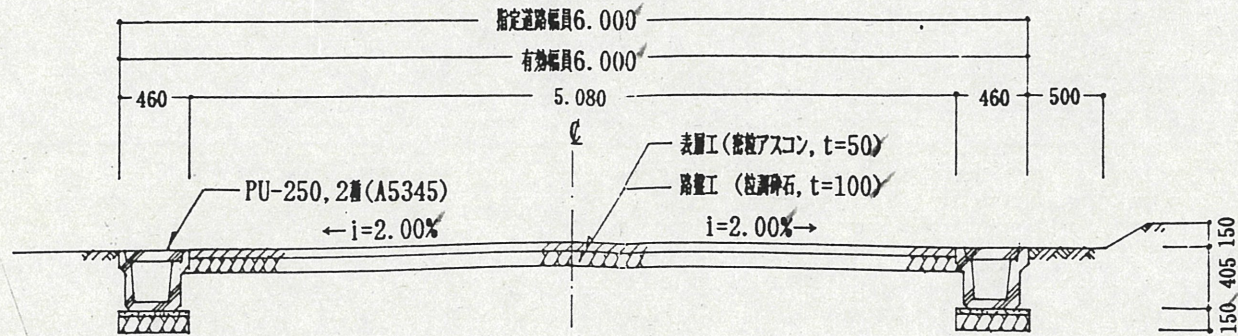 指定道路幅員6.000
有効幅員6.000
460
5.080
460
500
℄
表層工(密粒アスコン, t=50)
路盤工 (粒調砕石, t=100)
PU-250, 2種(A5345)
←i=2.00%
i=2.00%→
150
405
150